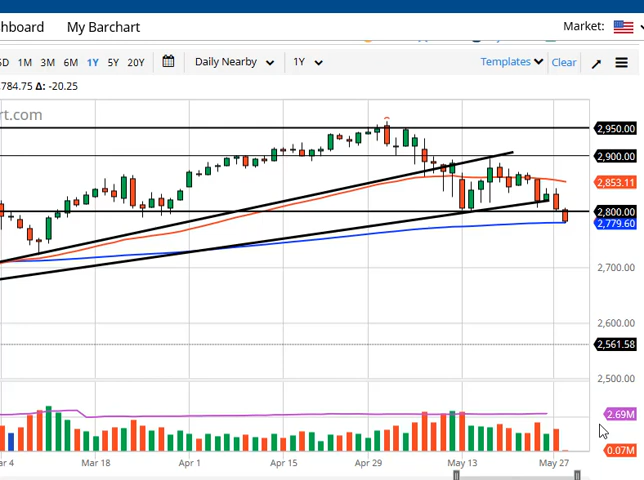 shboard My Barchart Market:
5D 1M 3M 6M 1Y 5Y 20Y Daily Nearby 1Y Templates Clear
784.75 Δ: -20.25
rt.com
2,950.00
2,900.00
2,853.11
2,800.00
2,779.60
2,700.00
2,600.00
2,561.58
2,500.00
2.69M
0.07M
ar 4 Mar 18 Apr 1 Apr 15 Apr 29 May 13 May 27